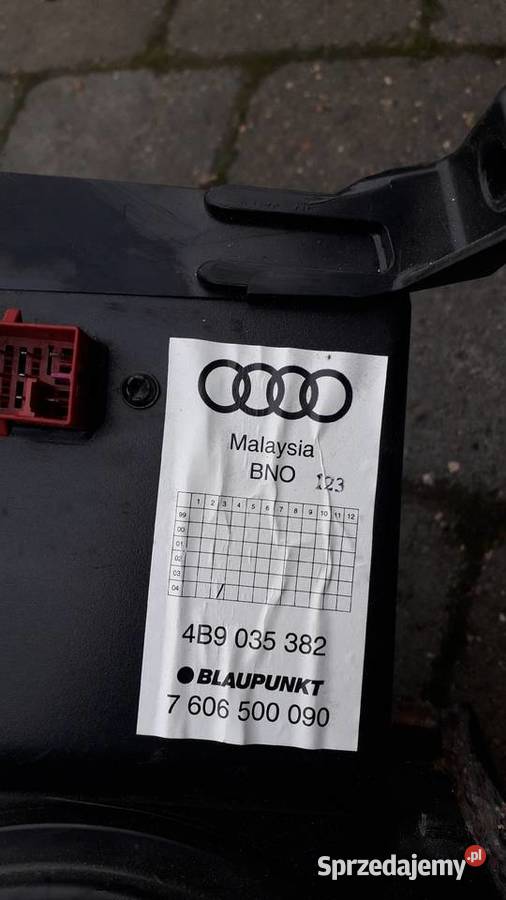 Malaysia
BNO 123
1 2 3 4 5 6 7 8 9 10 11 12
99
00
01
02
03
04
4B9 035 382
BLAUPUNKT
7 606 500 090
Sprzedajemy.pl